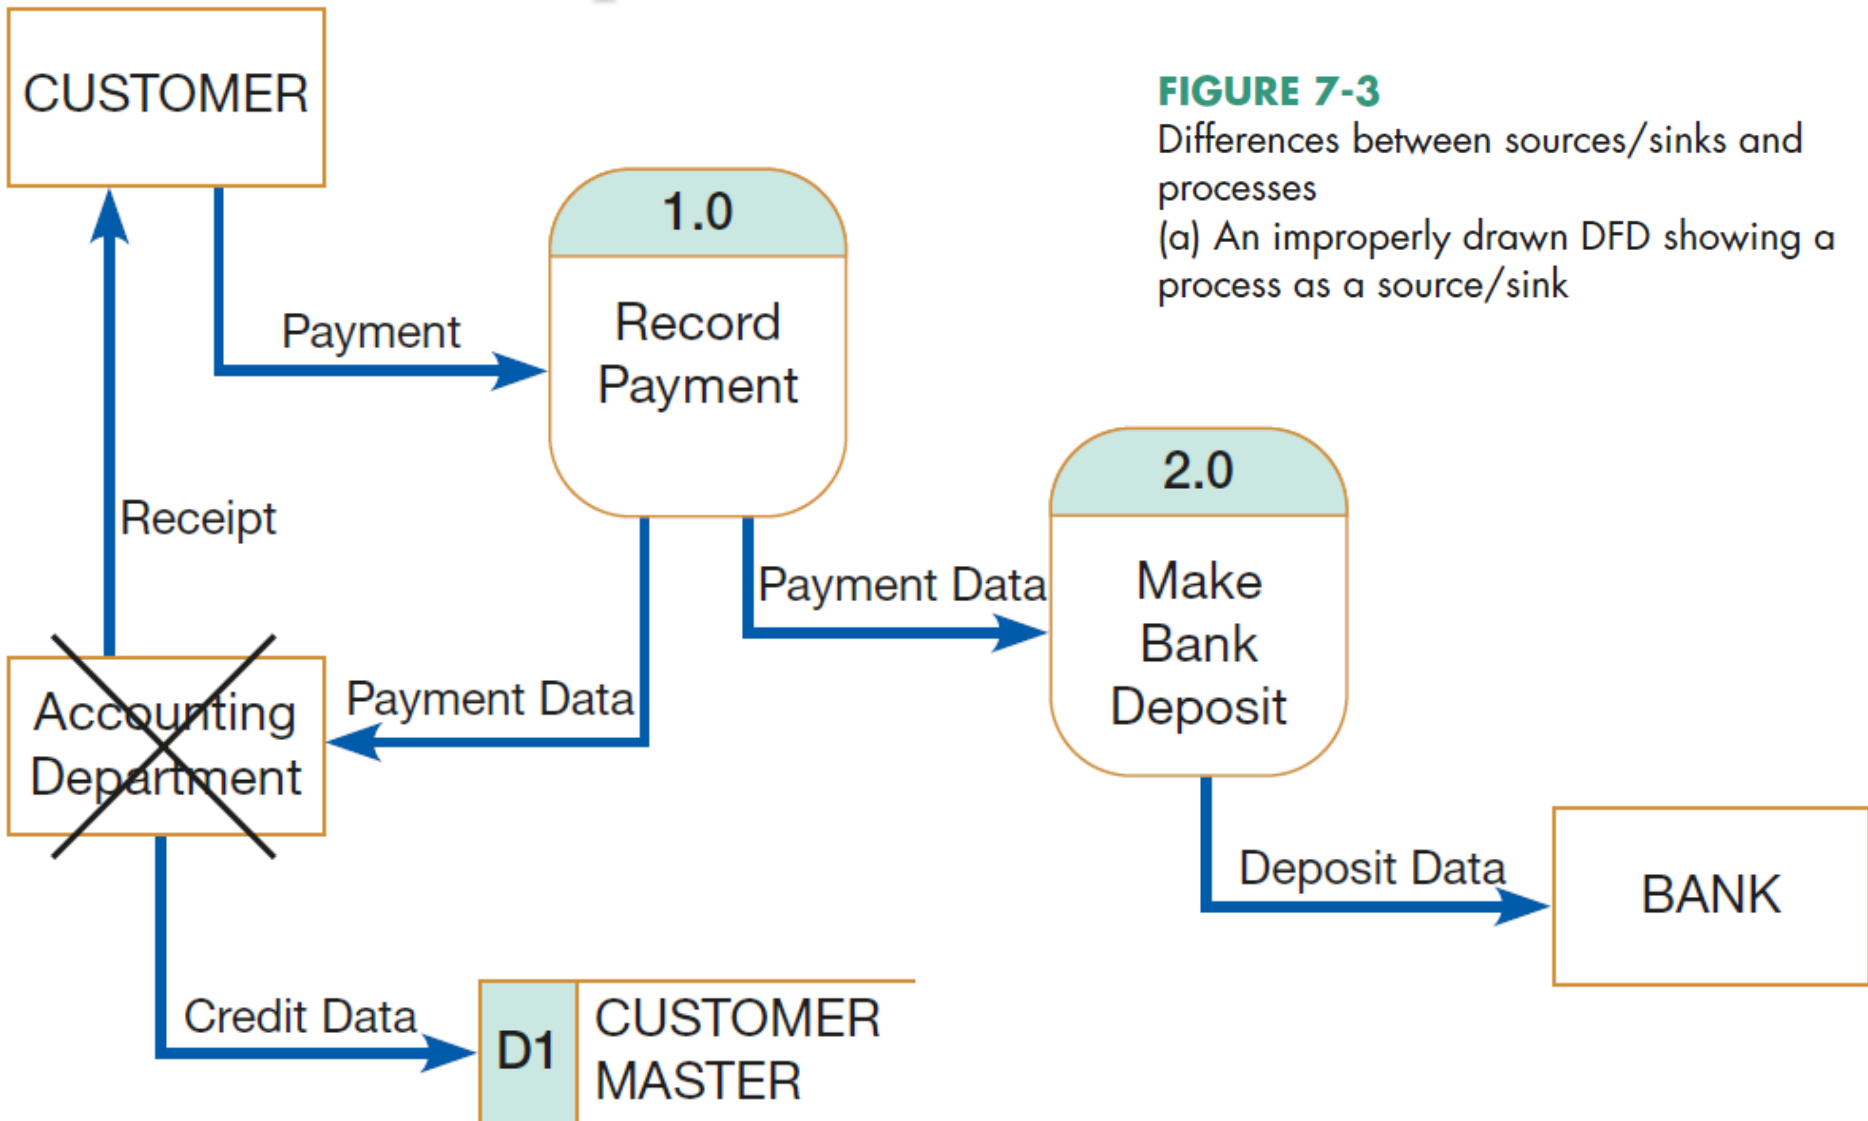 CUSTOMER
FIGURE 7-3
Differences between sources/sinks and
processes
(a) An improperly drawn DFD showing a
process as a source/sink
1.0
Record
Payment
Payment
Receipt
2.0
Make
Bank
Deposit
Payment Data
Payment Data
Accounting
Department
Deposit Data
BANK
Credit Data
D1
CUSTOMER
MASTER